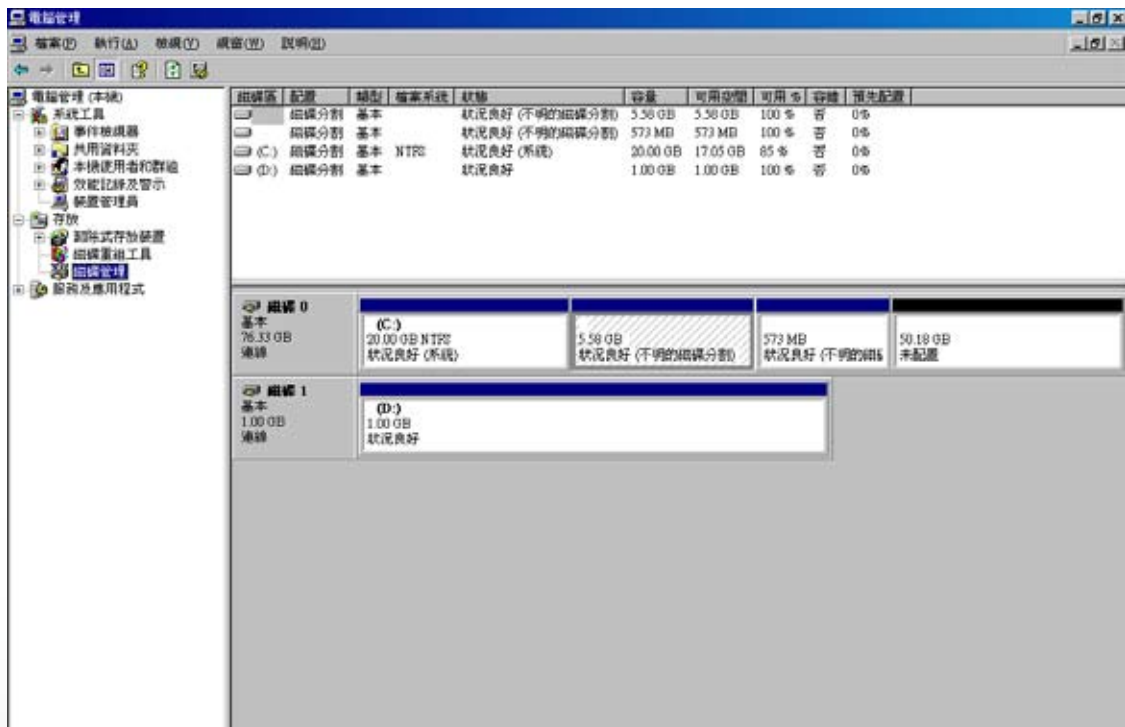 電腦管理
檔案(F) 執行(A) 檢視(V) 視窗(W) 說明(H)
電腦管理 (本機)
系統工具
事件檢視器
共用資料夾
本機使用者和群組
效能記錄及警示
裝置管理員
存放
卸除式存放裝置
磁碟重組工具
磁碟管理
服務及應用程式
磁碟區 配置 類型 檔案系統 狀態 容量 可用空間 可用 % 容錯 預先配置
磁碟分割 基本 狀況良好 (不明的磁碟分割) 5.58 GB 5.58 GB 100 % 否 0%
磁碟分割 基本 狀況良好 (不明的磁碟分割) 573 MB 573 MB 100 % 否 0%
(C:) 磁碟分割 基本 NTFS 狀況良好 (系統) 20.00 GB 17.05 GB 85 % 否 0%
(D:) 磁碟分割 基本 狀況良好 1.00 GB 1.00 GB 100 % 否 0%
磁碟 0
基本
76.33 GB
連線
(C:)
20.00 GB NTFS
狀況良好 (系統)
5.58 GB
狀況良好 (不明的磁碟分割)
573 MB
狀況良好 (不明的磁碟
50.18 GB
未配置
磁碟 1
基本
1.00 GB
連線
(D:)
1.00 GB
狀況良好